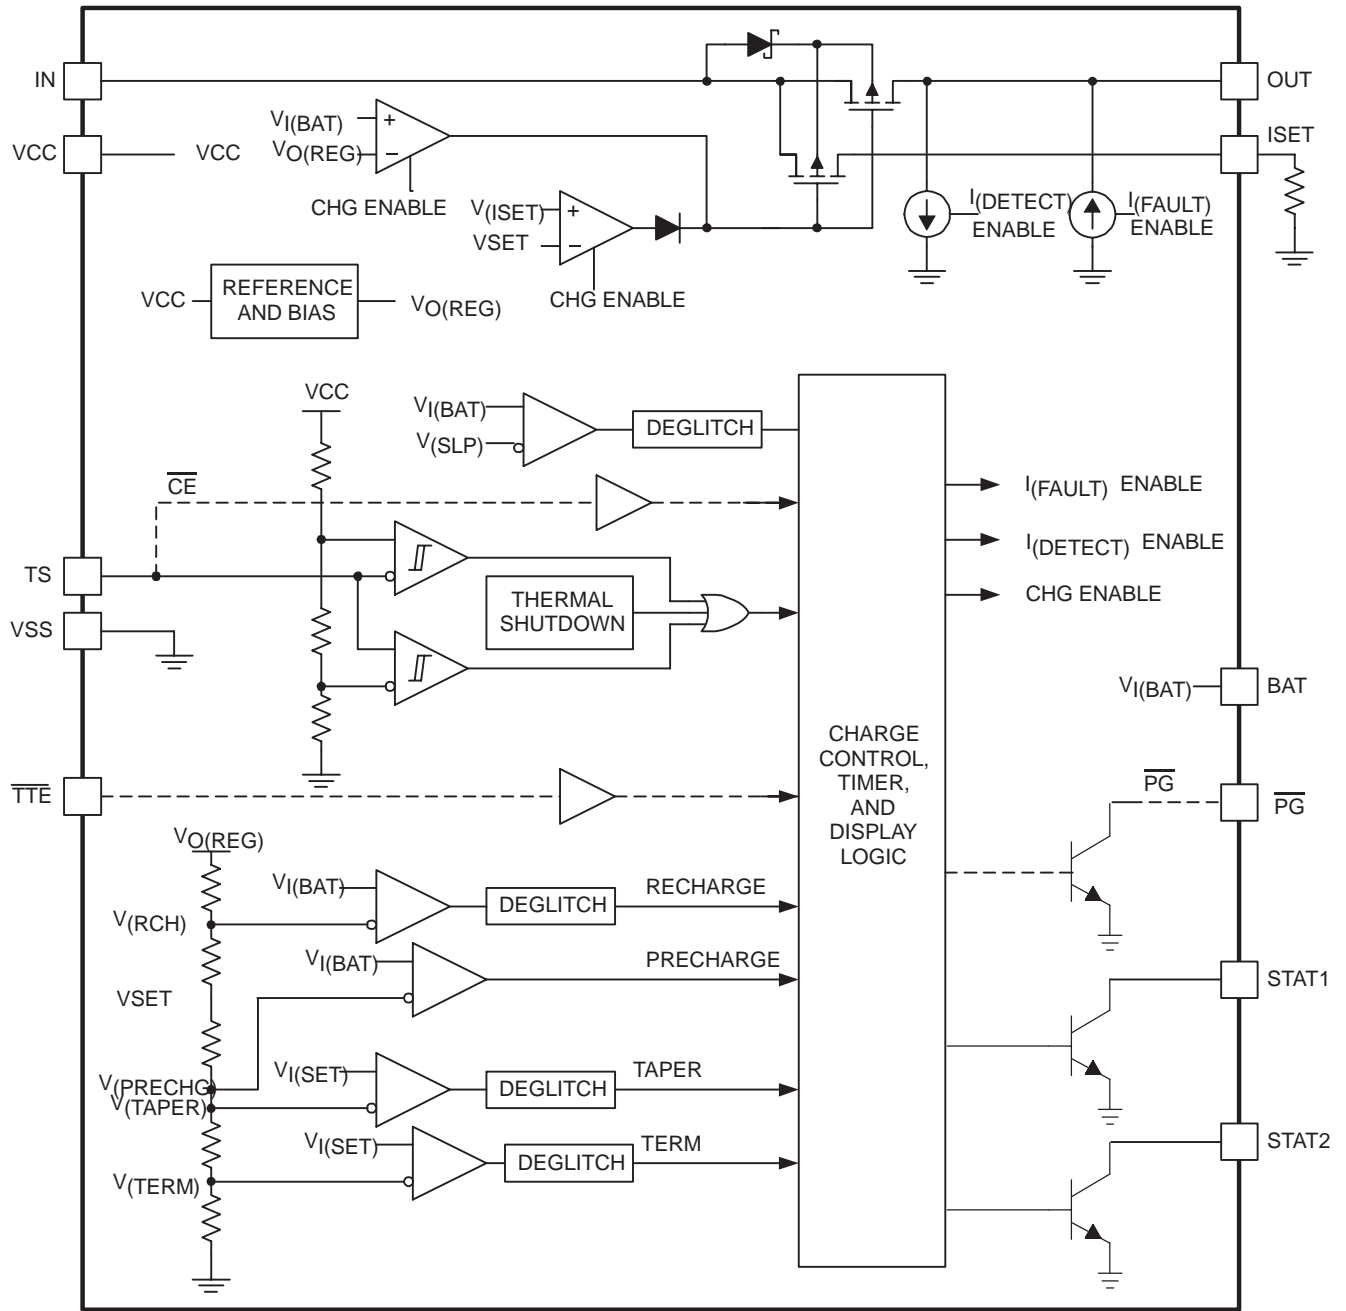 IN
OUT
VI(BAT)
+
VO(REG)
−
VCC
VCC
ISET
CHG ENABLE
V(ISET)
+
VSET
−
I(DETECT)
ENABLE
I(FAULT)
ENABLE
CHG ENABLE
VCC
REFERENCE
AND BIAS
VO(REG)
VCC
VI(BAT)
V(SLP)
DEGLITCH
CE
I(FAULT) ENABLE
I(DETECT) ENABLE
TS
THERMAL
SHUTDOWN
CHG ENABLE
VSS
VI(BAT)
BAT
CHARGE
CONTROL,
TIMER,
AND
DISPLAY
LOGIC
TTE
PG
PG
VO(REG)
VI(BAT)
DEGLITCH
RECHARGE
V(RCH)
VI(BAT)
PRECHARGE
VSET
STAT1
V(PRECHG)
VI(SET)
DEGLITCH
TAPER
V(TAPER)
VI(SET)
DEGLITCH
TERM
STAT2
V(TERM)